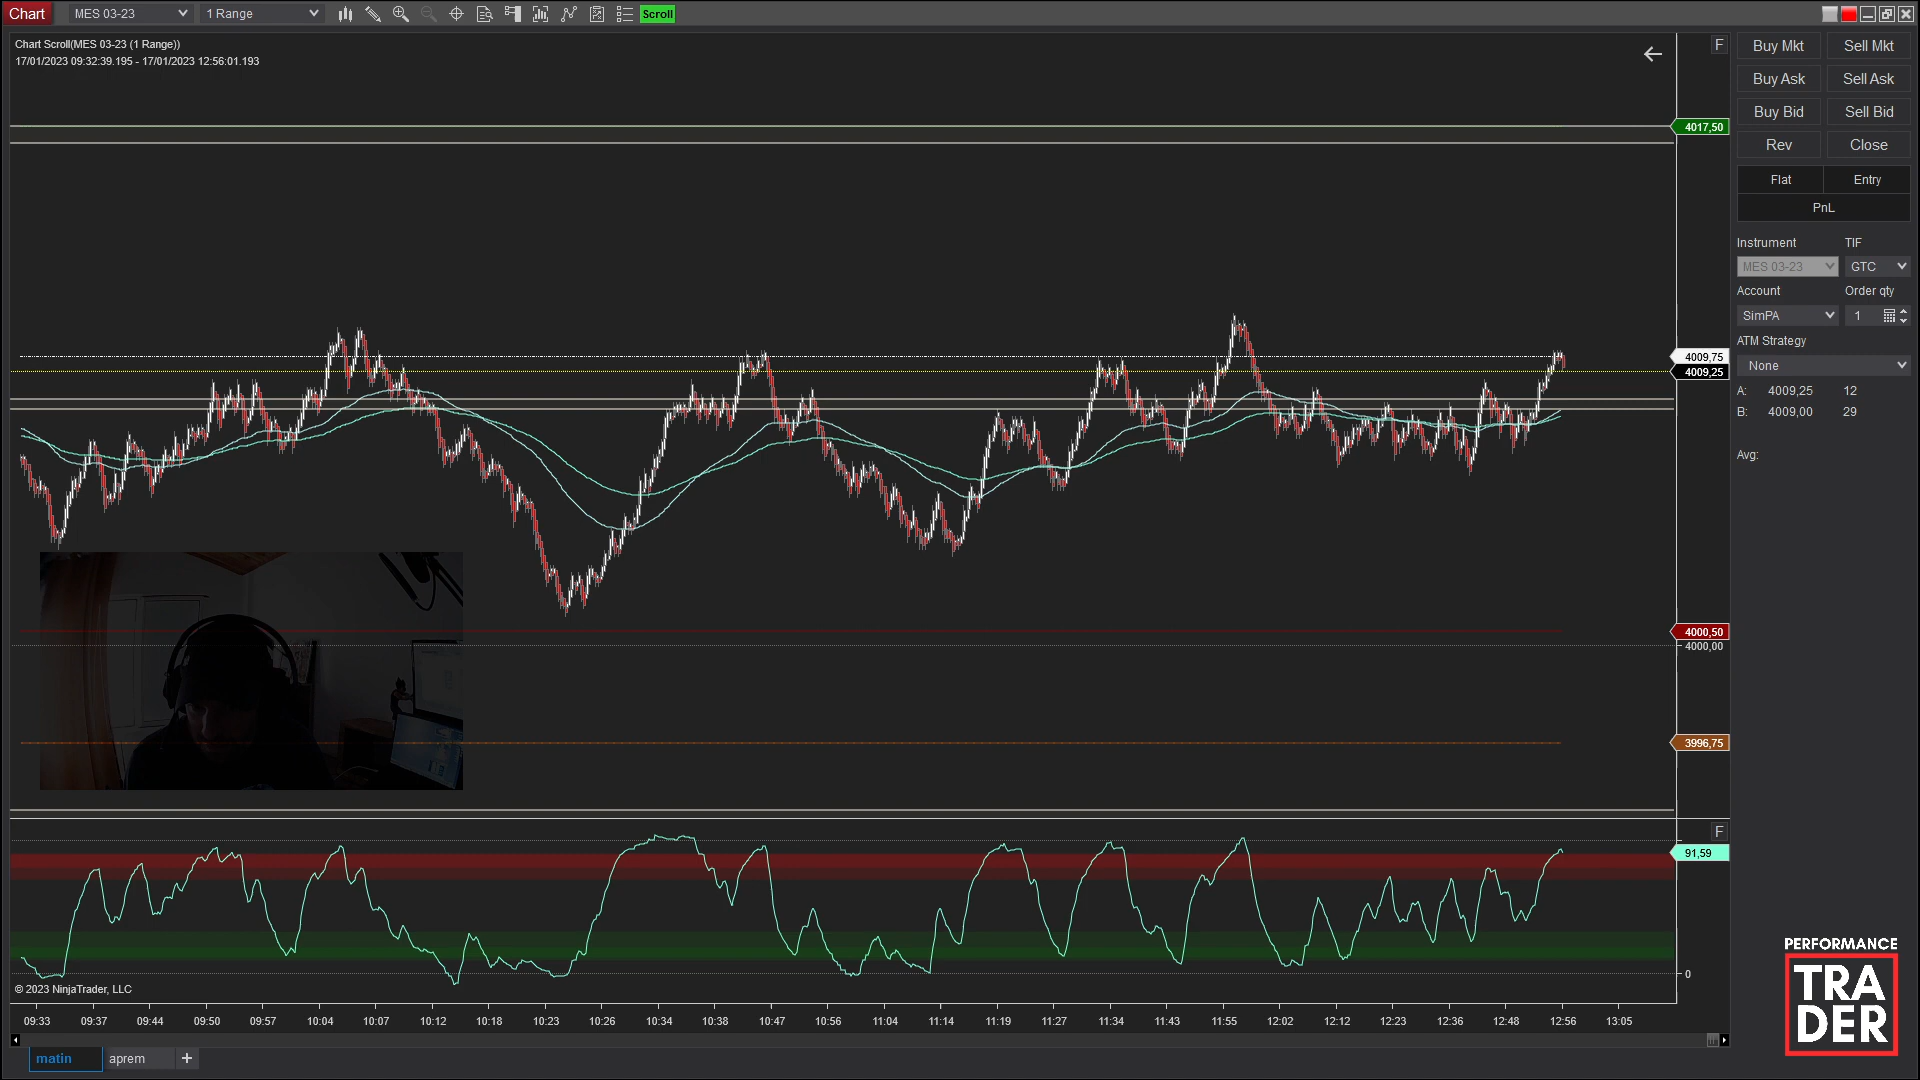 Chart MES 03-23 1 Range Scroll
Chart Scroll(MES 03-23 (1 Range))
17/01/2023 09:32:39.195 - 17/01/2023 12:56:01.193
F
Buy Mkt Sell Mkt
Buy Ask Sell Ask
Buy Bid Sell Bid
Rev Close
Flat Entry
PnL
Instrument TIF
MES 03-23 GTC
Account Order qty
SimPA 1
ATM Strategy
None
A: 4009,25 12
B: 4009,00 29
Avg:
4017,50
4009,75
4009,25
4000,50
4000,00
3996,75
F
91,59
0
© 2023 NinjaTrader, LLC
09:33 09:37 09:44 09:50 09:57 10:04 10:07 10:12 10:18 10:23 10:26 10:34 10:38 10:47 10:56 11:04 11:14 11:19 11:27 11:34 11:43 11:55 12:02 12:12 12:23 12:36 12:48 12:56 13:05
matin aprem +
PERFORMANCE
TRA
DER